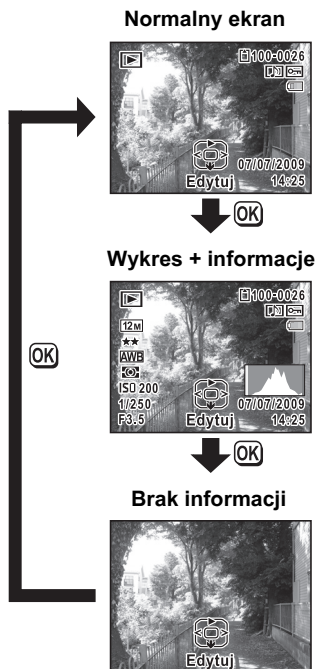 Normalny ekran
100-0026
07/07/2009
14:25
Edytuj
OK
Wykres + informacje
100-0026
12M
AWB
ISO 200
1/250
07/07/2009
F3.5
Edytuj
14:25
OK
OK
Brak informacji
Edytuj